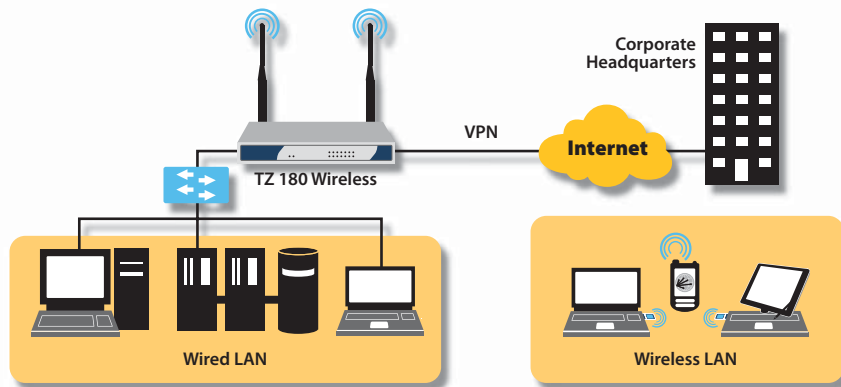 Corporate
Headquarters
VPN
Internet
TZ 180 Wireless
Wired LAN
Wireless LAN